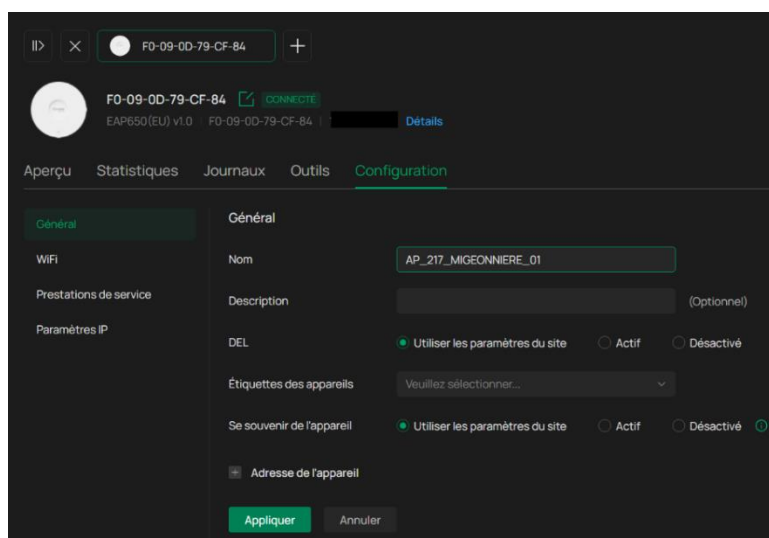 F0-09-0D-79-CF-84
F0-09-0D-79-CF-84 CONNECTÉ
EAP650(EU) v1.0 F0-09-0D-79-CF-84 Détails
Aperçu Statistiques Journaux Outils Configuration
Général
WiFi
Prestations de service
Paramètres IP
Général
Nom AP_217_MIGEONNIERE_01
Description (Optionnel)
DEL Utiliser les paramètres du site Actif Désactivé
Étiquettes des appareils Veuillez sélectionner...
Se souvenir de l'appareil Utiliser les paramètres du site Actif Désactivé
Adresse de l'appareil
Appliquer Annuler